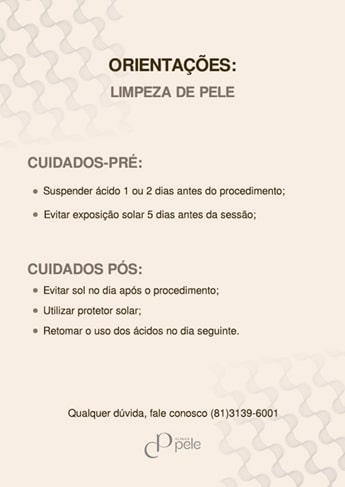 ORIENTAÇÕES:
LIMPEZA DE PELE
CUIDADOS-PRÉ:
Suspender ácido 1 ou 2 dias antes do procedimento;
Evitar exposição solar 5 dias antes da sessão;
CUIDADOS PÓS:
Evitar sol no dia após o procedimento;
Utilizar protetor solar;
Retomar o uso dos ácidos no dia seguinte.
Qualquer dúvida, fale conosco (81)3139-6001
pele